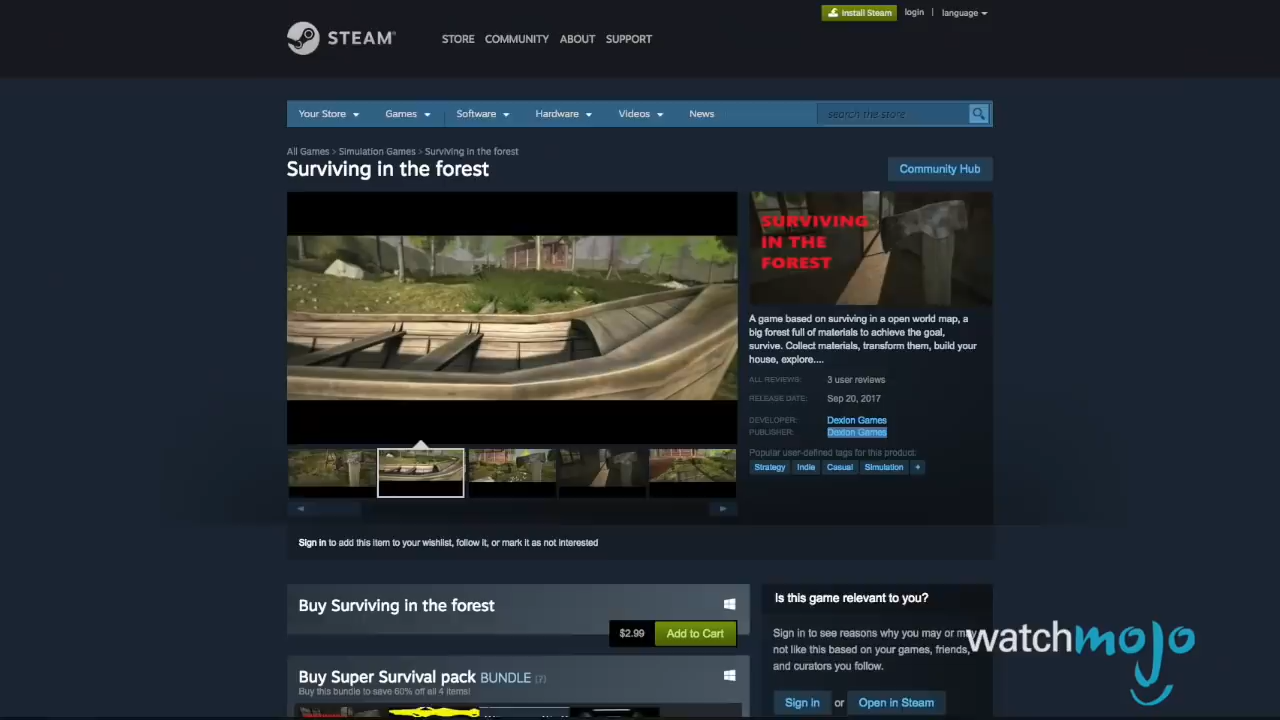 Install Steam
login
language
STEAM®
STORE
COMMUNITY
ABOUT
SUPPORT
Your Store
Games
Software
Hardware
Videos
News
search the store
All Games > Simulation Games > Surviving in the forest
Surviving in the forest
Community Hub
SURVIVING
IN THE
FOREST
A game based on surviving in a open world map, a
big forest full of materials to achieve the goal,
survive. Collect materials, transform them, build your
house, explore....
ALL REVIEWS: 3 user reviews
RELEASE DATE: Sep 20, 2017
DEVELOPER: Dexion Games
PUBLISHER: Dexion Games
Popular user-defined tags for this product:
Strategy
Indie
Casual
Simulation
+
Sign in to add this item to your wishlist, follow it, or mark it as not interested
Buy Surviving in the forest
$2.99
Add to Cart
Buy Super Survival pack BUNDLE (?)
Buy this bundle to save 60% off all 4 items!
Is this game relevant to you?
Sign in to see reasons why you may or may
not like this based on your games, friends,
and curators you follow.
Sign in or Open in Steam
watchmojo